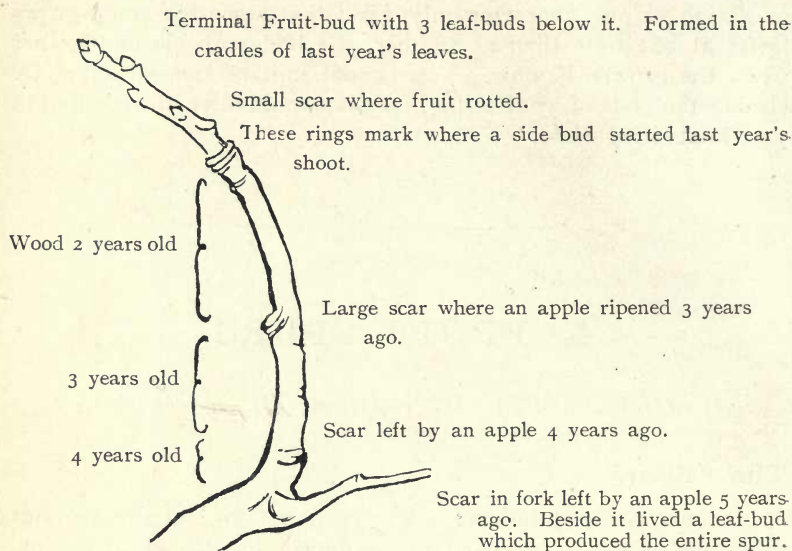 Terminal Fruit-bud with 3 leaf-buds below it. Formed in the
cradles of last year's leaves.
Small scar where fruit rotted.
These rings mark where a side bud started last year's
shoot.
Wood 2 years old
Large scar where an apple ripened 3 years
ago.
3 years old
Scar left by an apple 4 years ago.
4 years old
Scar in fork left by an apple 5 years
ago. Beside it lived a leaf-bud
which produced the entire spur.